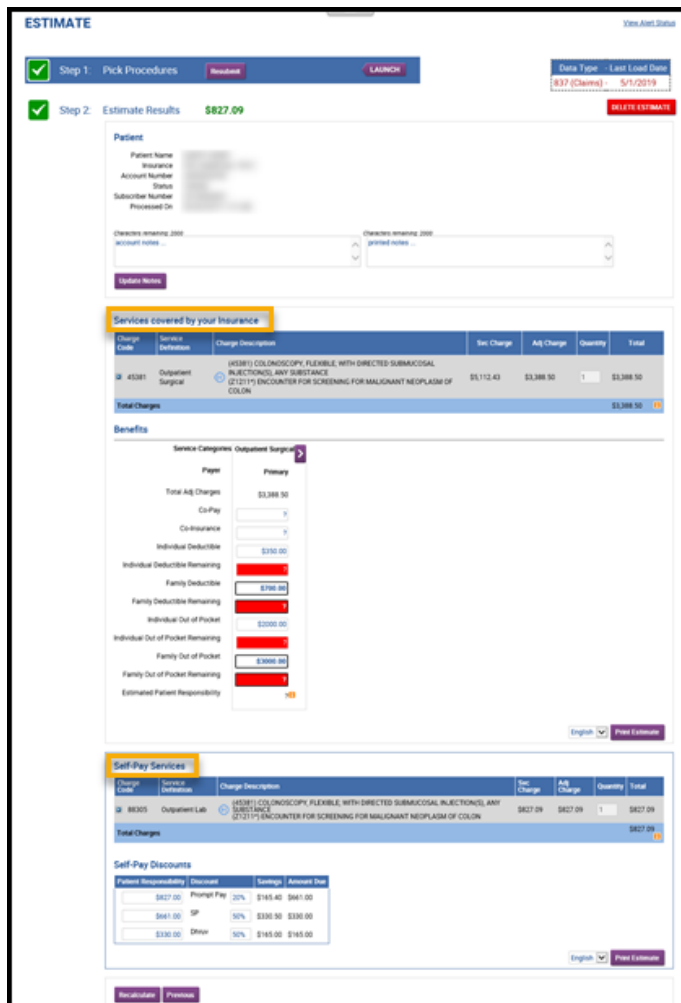 ESTIMATE
View Alert Status
Step 1: Pick Procedures Resubmit LAUNCH
Data Type - Last Load Date
837 (Claims) - 5/1/2019
Step 2: Estimate Results $827.09
DELETE ESTIMATE
Patient
Patient Name
Insurance
Account Number
Status
Subscriber Number
Processed On
Characters remaining: 2000 Characters remaining: 2000
account notes ... printed notes ...
Update Notes
Services covered by your Insurance
Charge Code Service Definition Charge Description Svc Charge Adj Charge Quantity Total
(45381) COLONOSCOPY, FLEXIBLE, WITH DIRECTED SUBMUCOSAL
45381 Outpatient Surgical INJECTION(S), ANY SUBSTANCE $5,112.43 $3,388.50 1 $3,388.50
(Z1211*) ENCOUNTER FOR SCREENING FOR MALIGNANT NEOPLASM OF
COLON
Total Charges $3,388.50
Benefits
Service Categories Outpatient Surgical
Payer Primary
Total Adj Charges $3,388.50
Co-Pay ?
Co-Insurance ?
Individual Deductible $350.00
Individual Deductible Remaining ?
Family Deductible $700.00
Family Deductible Remaining ?
Individual Out of Pocket $2000.00
Individual Out of Pocket Remaining ?
Family Out of Pocket $3000.00
Family Out of Pocket Remaining ?
Estimated Patient Responsibility ?
English Print Estimate
Self-Pay Services
Charge Code Service Definition Charge Description Svc Charge Adj Charge Quantity Total
88305 Outpatient Lab (45381) COLONOSCOPY, FLEXIBLE, WITH DIRECTED SUBMUCOSAL INJECTION(S), ANY SUBSTANCE $827.09 $827.09 1 $827.09
(Z1211*) ENCOUNTER FOR SCREENING FOR MALIGNANT NEOPLASM OF COLON
Total Charges $827.09
Self-Pay Discounts
Patient Responsibility Discount Savings Amount Due
$827.00 Prompt Pay 20% $165.40 $661.00
$661.00 SP 50% $330.50 $330.00
$330.00 50% $165.00 $165.00
English Print Estimate
Recalculate Previous